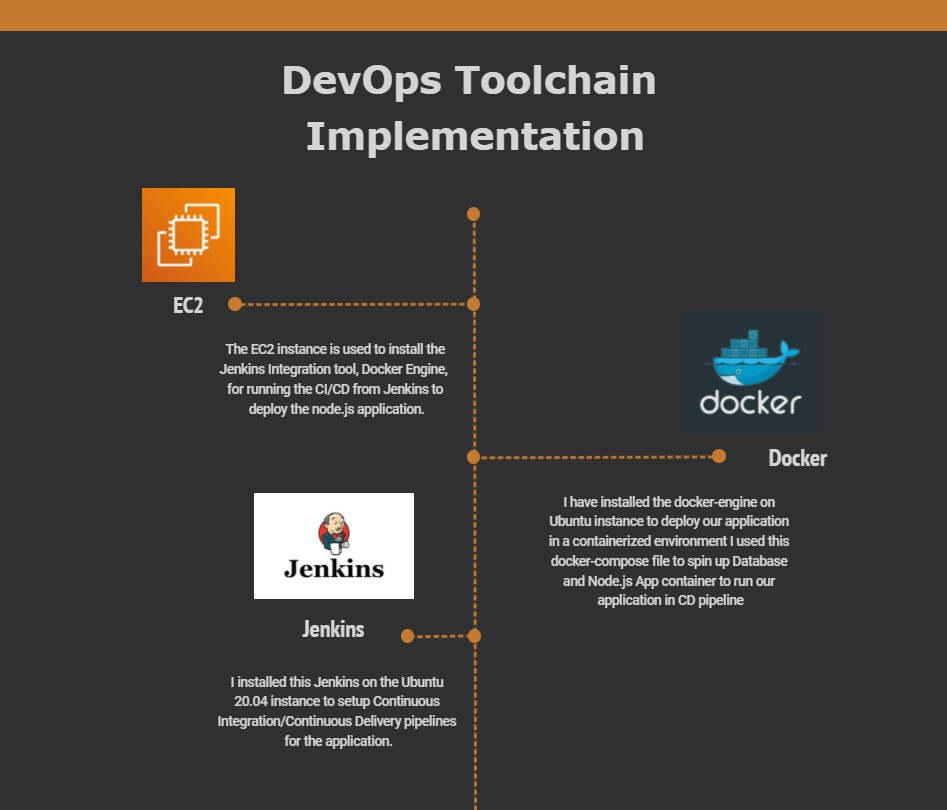 DevOps Toolchain
Implementation
EC2
The EC2 instance is used to install the
Jenkins Integration tool, Docker Engine,
for running the CI/CD from Jenkins to
deploy the node.js application.
docker
Docker
I have installed the docker-engine on
Ubuntu instance to deploy our application
in a containerized environment I used this
docker-compose file to spin up Database
and Node.js App container to run our
application in CD pipeline
Jenkins
Jenkins
I installed this Jenkins on the Ubuntu
20.04 instance to setup Continuous
Integration/Continuous Delivery pipelines
for the application.